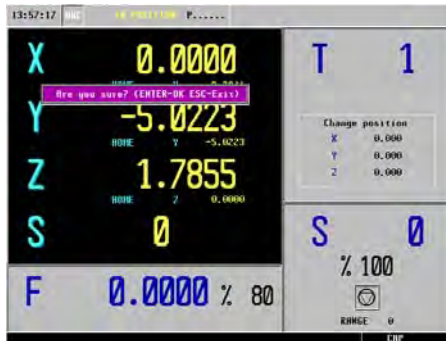 13:57:17 IN POSITION P......
X 0.0000
Are you sure? (ENTER-OK ESC-Exit)
Y -5.0223
HOME Y -5.0223
Z 1.7855
HOME Z 0.0000
S 0
F 0.0000 % 80
T 1
Change position
X 0.000
Y 0.000
Z 0.000
S 0
% 100
RANGE 0
CAP